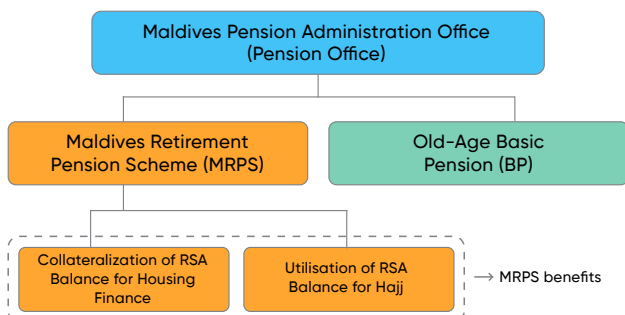 Maldives Pension Administration Office
(Pension Office)
Maldives Retirement
Pension Scheme (MRPS)
Old-Age Basic
Pension (BP)
Collateralization of RSA
Balance for Housing
Finance
Utilisation of RSA
Balance for Hajj
MRPS benefits